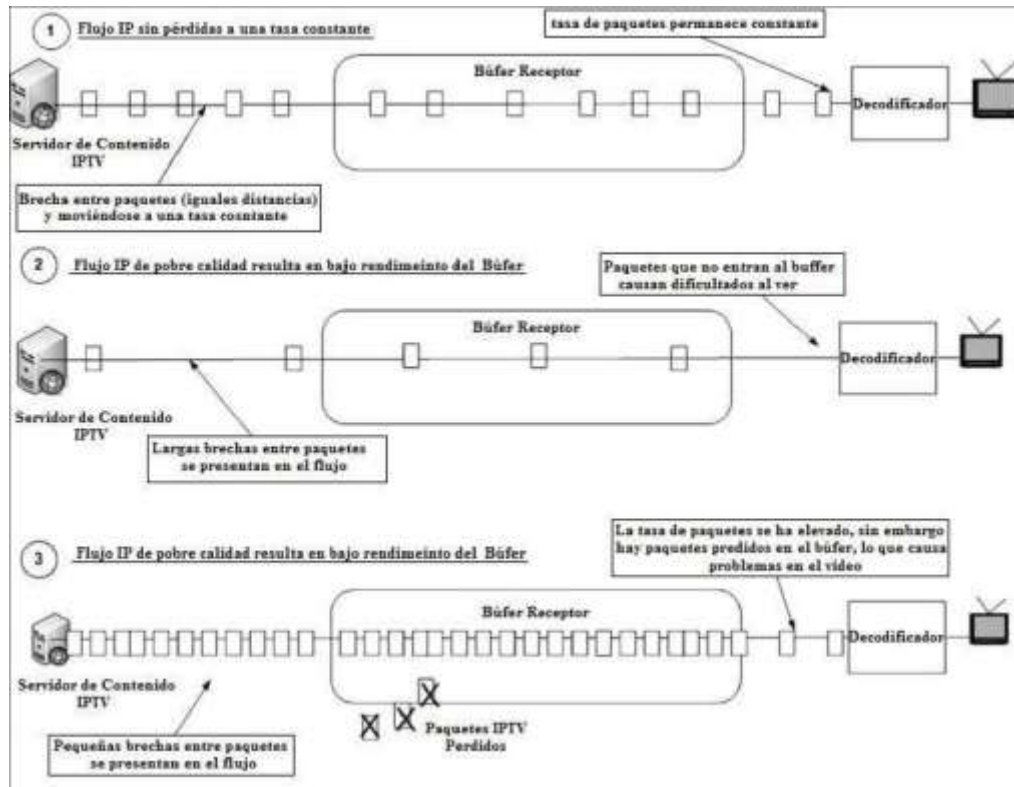 1 Flujo IP sin pérdidas a una tasa constante
tasa de paquetes permanece constante
Búfer Receptor
Decodificador
Servidor de Contenido
IPTV
Brecha entre paquetes (iguales distancias)
y moviéndose a una tasa cosntante
2 Flujo IP de pobre calidad resulta en bajo rendimeinto del Búfer
Paquetes que no entran al buffer
causan dificultados al ver
Búfer Receptor
Decodificador
Servidor de Contenido
IPTV
Largas brechas entre paquetes
se presentan en el flujo
3 Flujo IP de pobre calidad resulta en bajo rendimeinto del Búfer
La tasa de paquetes se ha elevado, sin embargo
hay paquetes predidos en el búfer, lo que causa
problemas en el vídeo
Búfer Receptor
Decodificador
Servidor de Contenido
IPTV
Paquetes IPTV
Perdidos
Pequeñas brechas entre paquetes
se presentan en el flujo